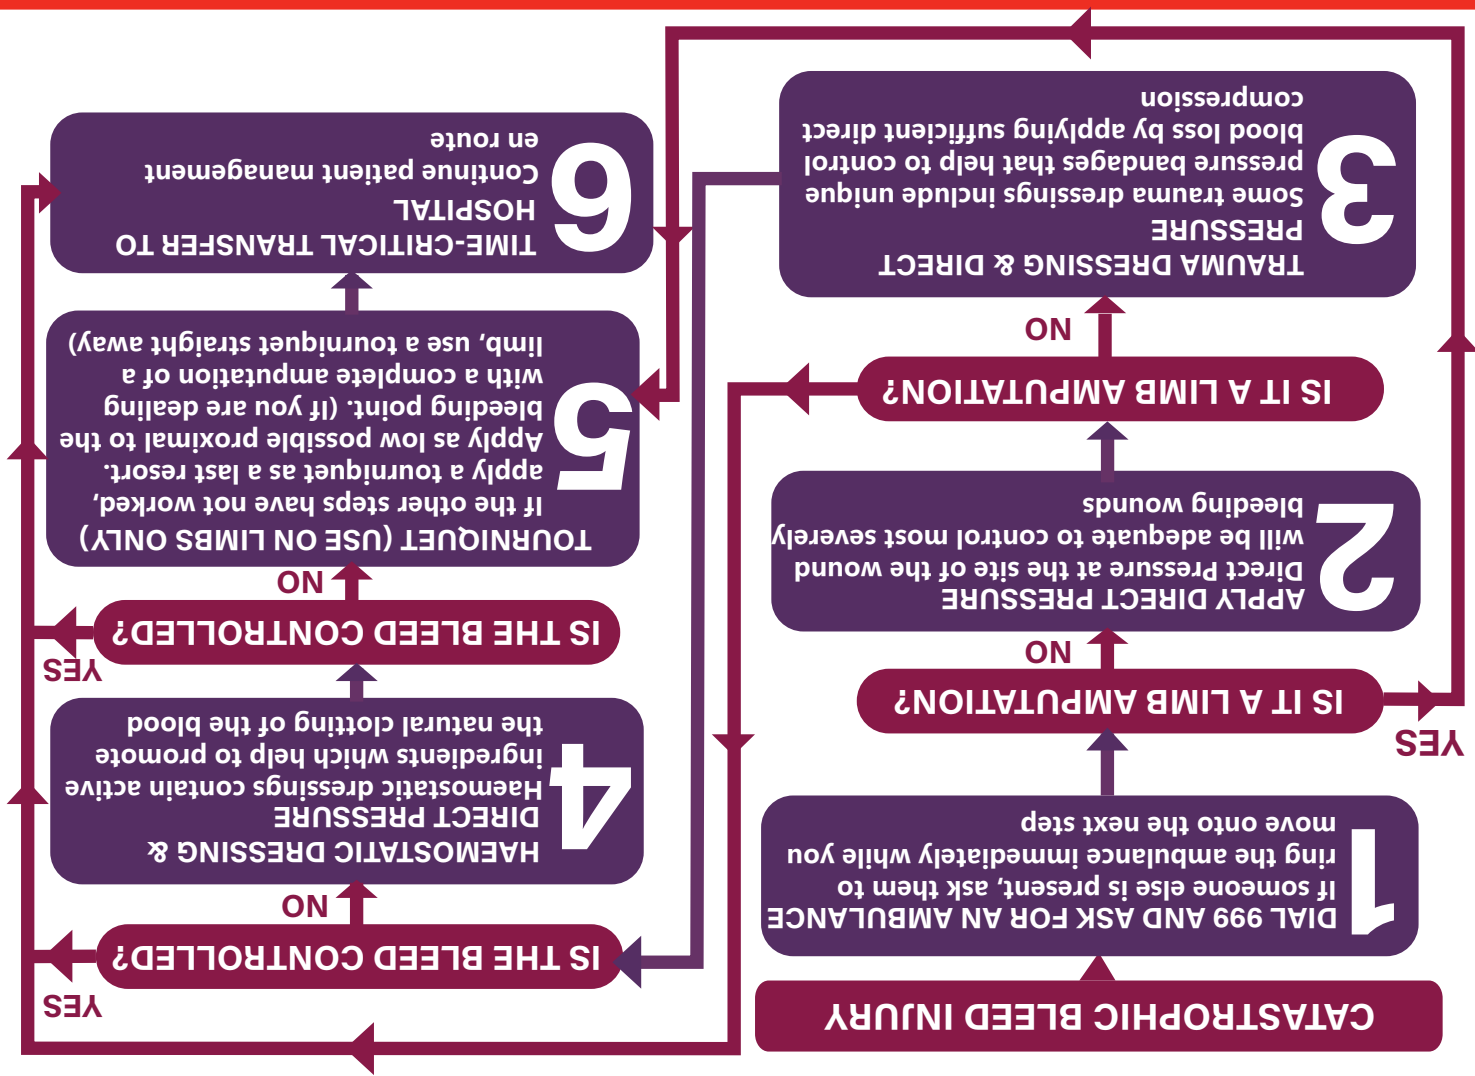 CATASTROPHIC BLEED INJURY
1
DIAL 999 AND ASK FOR AN AMBULANCE
If someone else is present, ask them to
ring the ambulance immediately while you
move onto the next step
IS IT A LIMB AMPUTATION?
YES
NO
2
APPLY DIRECT PRESSURE
Direct Pressure at the site of the wound
will be adequate to control most severely
bleeding wounds
IS IT A LIMB AMPUTATION?
NO
3
TRAUMA DRESSING & DIRECT
PRESSURE
Some trauma dressings include unique
pressure bandages that help to control
blood loss by applying sufficient direct
compression
IS THE BLEED CONTROLLED?
YES
NO
4
HAEMOSTATIC DRESSING &
DIRECT PRESSURE
Haemostatic dressings contain active
ingredients which help to promote
the natural clotting of the blood
IS THE BLEED CONTROLLED?
YES
NO
5
TOURNIQUET (USE ON LIMBS ONLY)
If the other steps have not worked,
apply a tourniquet as a last resort.
Apply as low as possible proximal to the
bleeding point. (If you are dealing
with a complete amputation of a
limb, use a tourniquet straight away)
6
TIME-CRITICAL TRANSFER TO
HOSPITAL
Continue patient management
en route